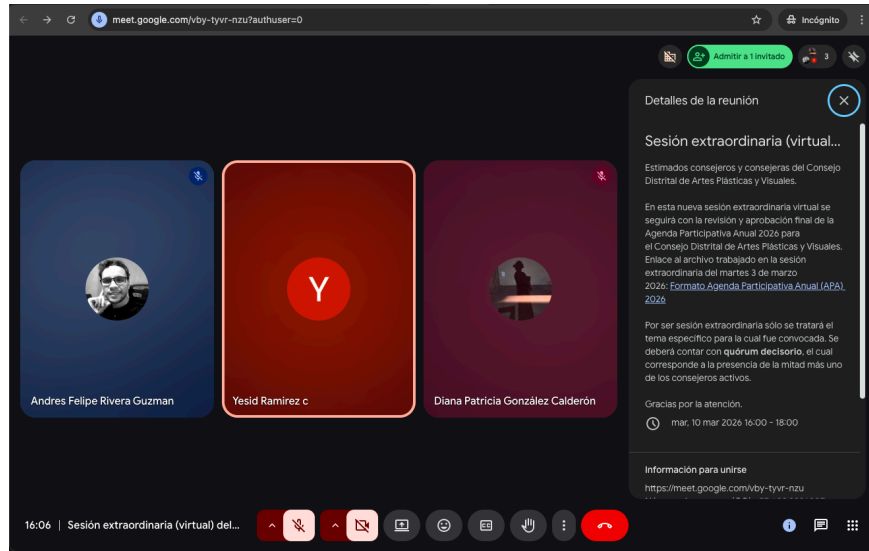 meet.google.com/vby-tyvr-nzu?authuser=0
Incógnito
Admitir a 1 invitado
3
Detalles de la reunión
Sesión extraordinaria (virtual...
Estimados consejeros y consejeras del Consejo
Distrital de Artes Plásticas y Visuales.
En esta nueva sesión extraordinaria virtual se
seguirá con la revisión y aprobación final de la
Agenda Participativa Anual 2026 para
el Consejo Distrital de Artes Plásticas y Visuales.
Enlace al archivo trabajado en la sesión
extraordinaria del martes 3 de marzo
2026: Formato Agenda Participativa Anual (APA)
2026
Por ser sesión extraordinaria sólo se tratará el
tema específico para la cual fue convocada. Se
deberá contar con quórum decisorio, el cual
corresponde a la presencia de la mitad más uno
de los consejeros activos.
Gracias por la atención.
mar, 10 mar 2026 16:00 - 18:00
Información para unirse
https://meet.google.com/vby-tyvr-nzu
Y
Andres Felipe Rivera Guzman
Yesid Ramirez c
Diana Patricia González Calderón
16:06 | Sesión extraordinaria (virtual) del...
CC